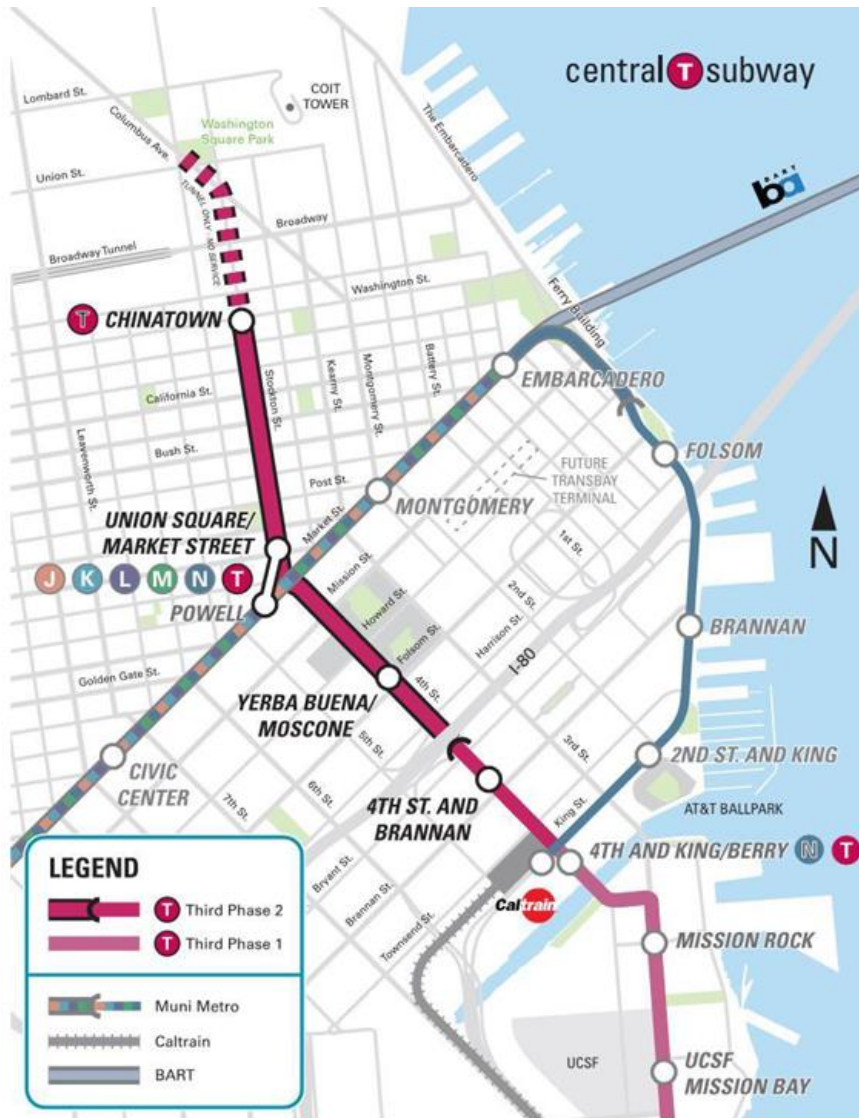 central T subway
Lombard St.
COIT
TOWER
Columbus Ave.
Washington
Square Park
The Embarcadero
Union St.
TUNNEL ONLY - NO SERVICE
Broadway
Broadway Tunnel
BART
ba
Washington St.
Ferry Building
T CHINATOWN
EMBARCADERO
California St.
Stockton St.
Kearny St.
Montgomery St.
Battery St.
Leavenworth St.
Bush St.
FOLSOM
Post St.
Market St.
MONTGOMERY
FUTURE
TRANSBAY
TERMINAL
1st St.
N
UNION SQUARE/
MARKET STREET
J K L M N T
POWELL
Mission St.
Howard St.
Folsom St.
2nd St.
Harrison St.
I-80
BRANNAN
Golden Gate St.
YERBA BUENA/
MOSCONE
4th St.
5th St.
3rd St.
CIVIC
CENTER
7th St.
6th St.
4TH ST. AND
BRANNAN
2ND ST. AND KING
AT&T BALLPARK
King St.
4TH AND KING/BERRY N T
Bryant St.
Brannan St.
Townsend St.
Caltrain
MISSION ROCK
UCSF
UCSF
MISSION BAY
LEGEND
T Third Phase 2
T Third Phase 1
Muni Metro
Caltrain
BART